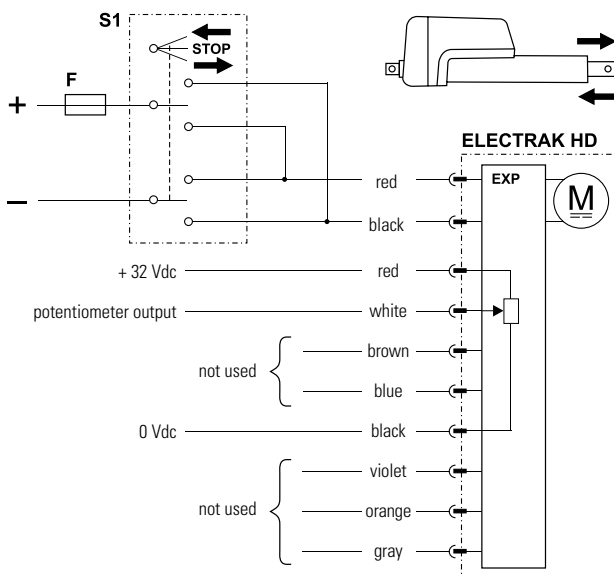 S1
STOP
F
+
−
ELECTRAK HD
EXP
M
red
black
+ 32 Vdc
red
potentiometer output
white
not used
brown
blue
0 Vdc
black
not used
violet
orange
gray